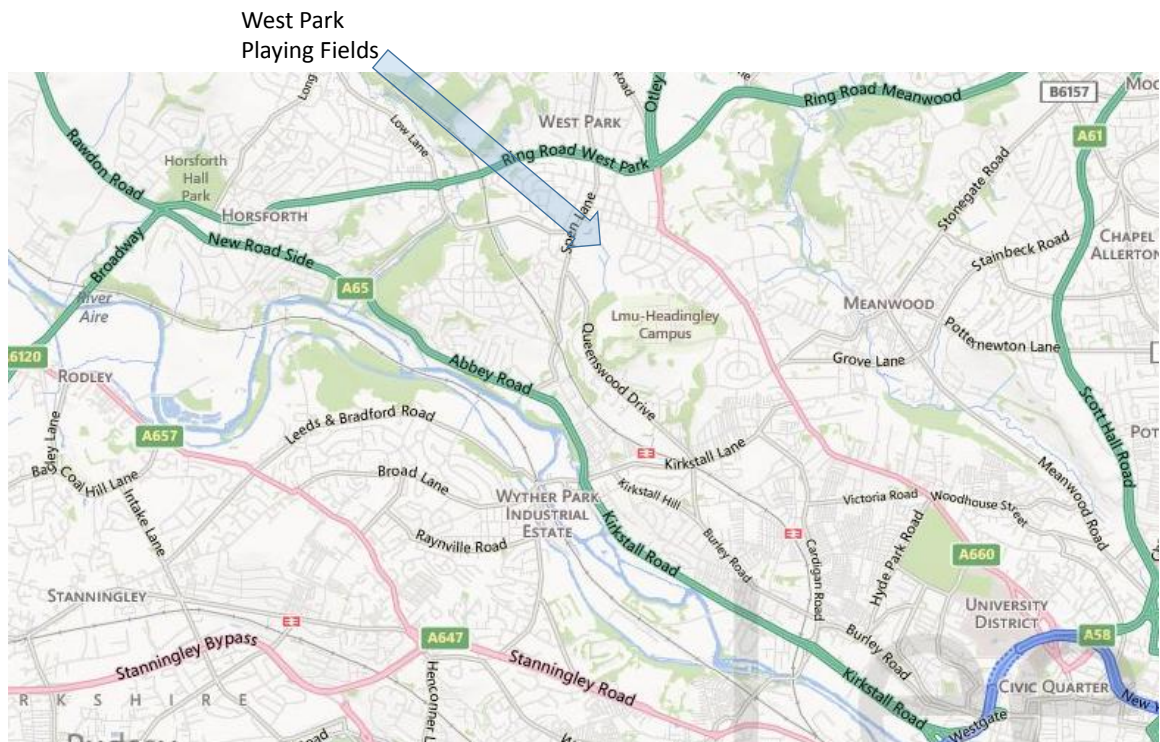 West Park
Playing Fields
Long
Low Lane
WEST PARK
Road
Otley
Ring Road Meanwood
B6157
A61
Rawdon Road
Horsforth
Hall
Park
Ring Road West Park
Stonegate Road
HORSFORTH
Spen Lane
Broadway
New Road Side
Stainbeck Road
CHAPEL
ALLERTON
River
Aire
A65
Lmu-Headingley
Campus
MEANWOOD
Potternewton Lane
6120
RODLEY
Abbey Road
Queenswood Drive
Grove Lane
Scott Hall Road
A657
Leeds & Bradford Road
POT
Coal Hill Lane
Broad Lane
Kirkstall Lane
Intake Lane
WYTHER PARK
INDUSTRIAL
ESTATE
Kirkstall Hill
Victoria Road
Woodhouse Street
Meanwood Road
Raynville Road
Kirkstall Road
Burley Road
Cardigan Road
Hyde Park Road
A660
STANNINGLEY
UNIVERSITY
DISTRICT
A647
A58
Stanningley Bypass
Stanningley Road
Burley Road
Kirkstall Road
CIVIC QUARTER
New Y
RKSHIRE
Henconner L
Westgate